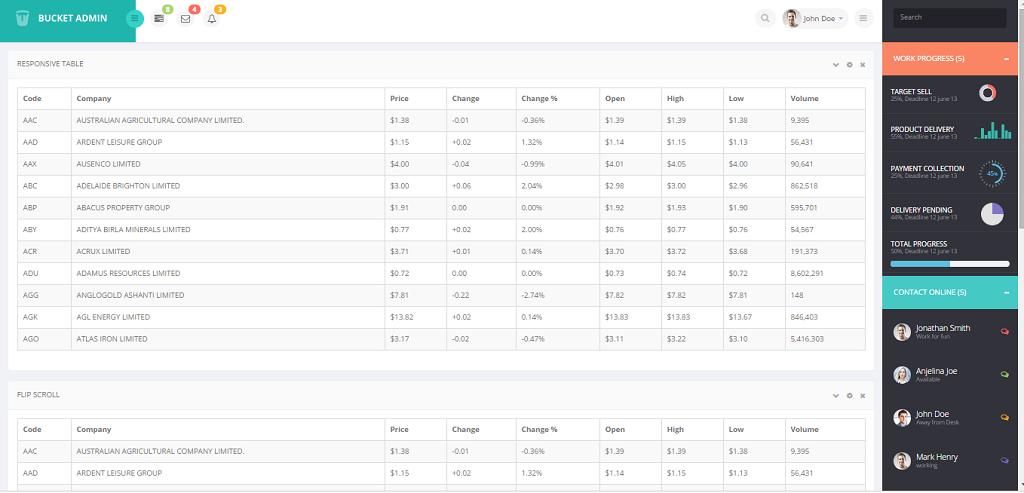 BUCKET ADMIN
8
4
3
John Doe
Search
RESPONSIVE TABLE
Code Company Price Change Change % Open High Low Volume
AAC AUSTRALIAN AGRICULTURAL COMPANY LIMITED. $1.38 -0.01 -0.36% $1.39 $1.39 $1.38 9,395
AAD ARDENT LEISURE GROUP $1.15 +0.02 1.32% $1.14 $1.15 $1.13 56,431
AAX AUSENCO LIMITED $4.00 -0.04 -0.99% $4.01 $4.05 $4.00 90,641
ABC ADELAIDE BRIGHTON LIMITED $3.00 +0.06 2.04% $2.98 $3.00 $2.96 862,518
ABP ABACUS PROPERTY GROUP $1.91 0.00 0.00% $1.92 $1.93 $1.90 595,701
ABY ADITYA BIRLA MINERALS LIMITED $0.77 +0.02 2.00% $0.76 $0.77 $0.76 54,567
ACR ACRUX LIMITED $3.71 +0.01 0.14% $3.70 $3.72 $3.68 191,373
ADU ADAMUS RESOURCES LIMITED $0.72 0.00 0.00% $0.73 $0.74 $0.72 8,602,291
AGG ANGLOGOLD ASHANTI LIMITED $7.81 -0.22 -2.74% $7.82 $7.82 $7.81 148
AGK AGL ENERGY LIMITED $13.82 +0.02 0.14% $13.83 $13.83 $13.67 846,403
AGO ATLAS IRON LIMITED $3.17 -0.02 -0.47% $3.11 $3.22 $3.10 5,416,303
FLIP SCROLL
Code Company Price Change Change % Open High Low Volume
AAC AUSTRALIAN AGRICULTURAL COMPANY LIMITED. $1.38 -0.01 -0.36% $1.39 $1.39 $1.38 9,395
AAD ARDENT LEISURE GROUP $1.15 +0.02 1.32% $1.14 $1.15 $1.13 56,431
WORK PROGRESS (5)
TARGET SELL
25%, Deadline 12 june 13
PRODUCT DELIVERY
55%, Deadline 12 june 13
PAYMENT COLLECTION
25%, Deadline 12 june 13
45%
DELIVERY PENDING
44%, Deadline 12 june 13
TOTAL PROGRESS
50%, Deadline 12 june 13
CONTACT ONLINE (5)
Jonathan Smith
Work for fun
Anjelina Joe
Available
John Doe
Away from Desk
Mark Henry
working